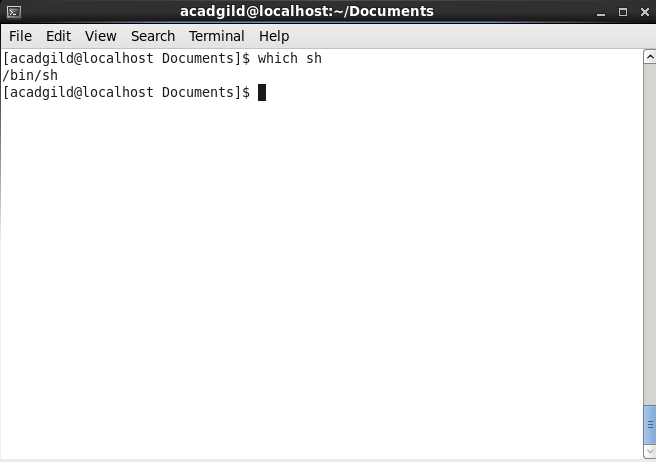 acadgild@localhost:~/Documents
File Edit View Search Terminal Help
[acadgild@localhost Documents]$ which sh
/bin/sh
[acadgild@localhost Documents]$